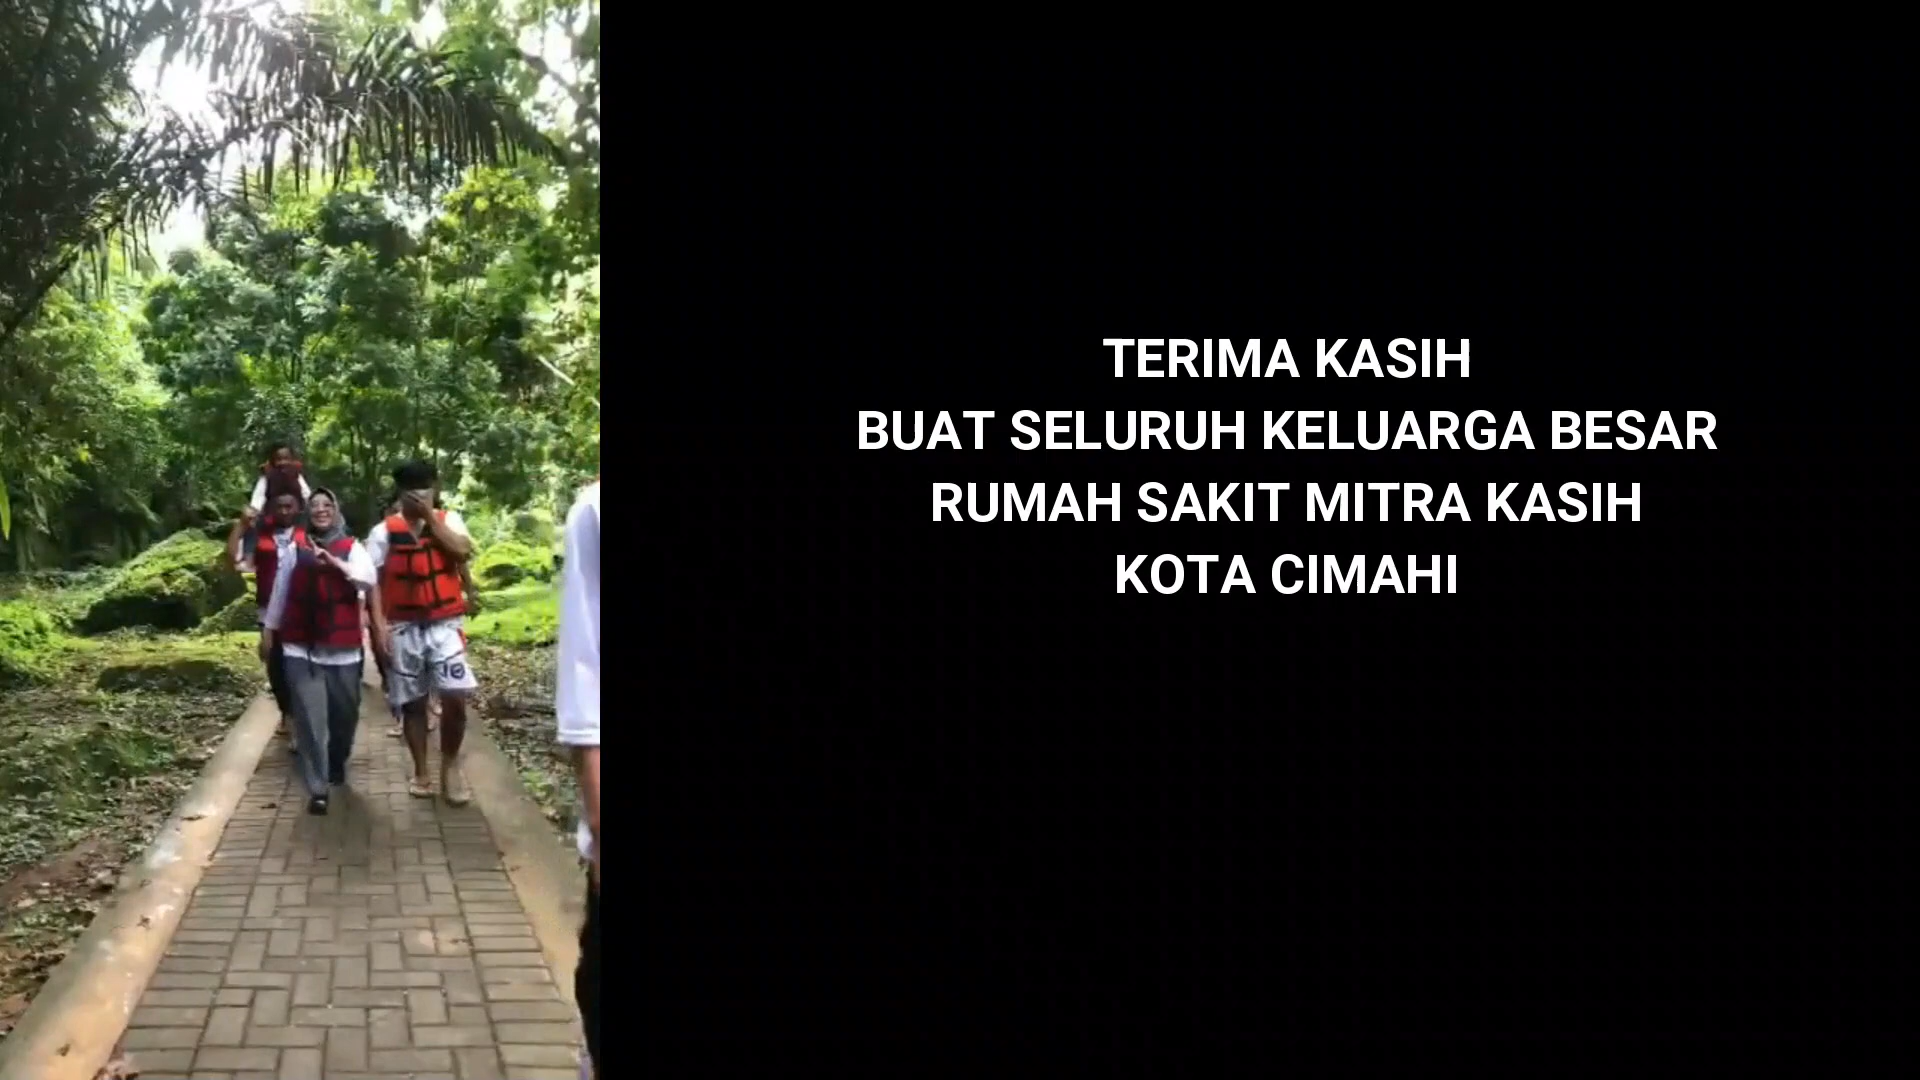 TERIMA KASIH
BUAT SELURUH KELUARGA BESAR
RUMAH SAKIT MITRA KASIH
KOTA CIMAHI